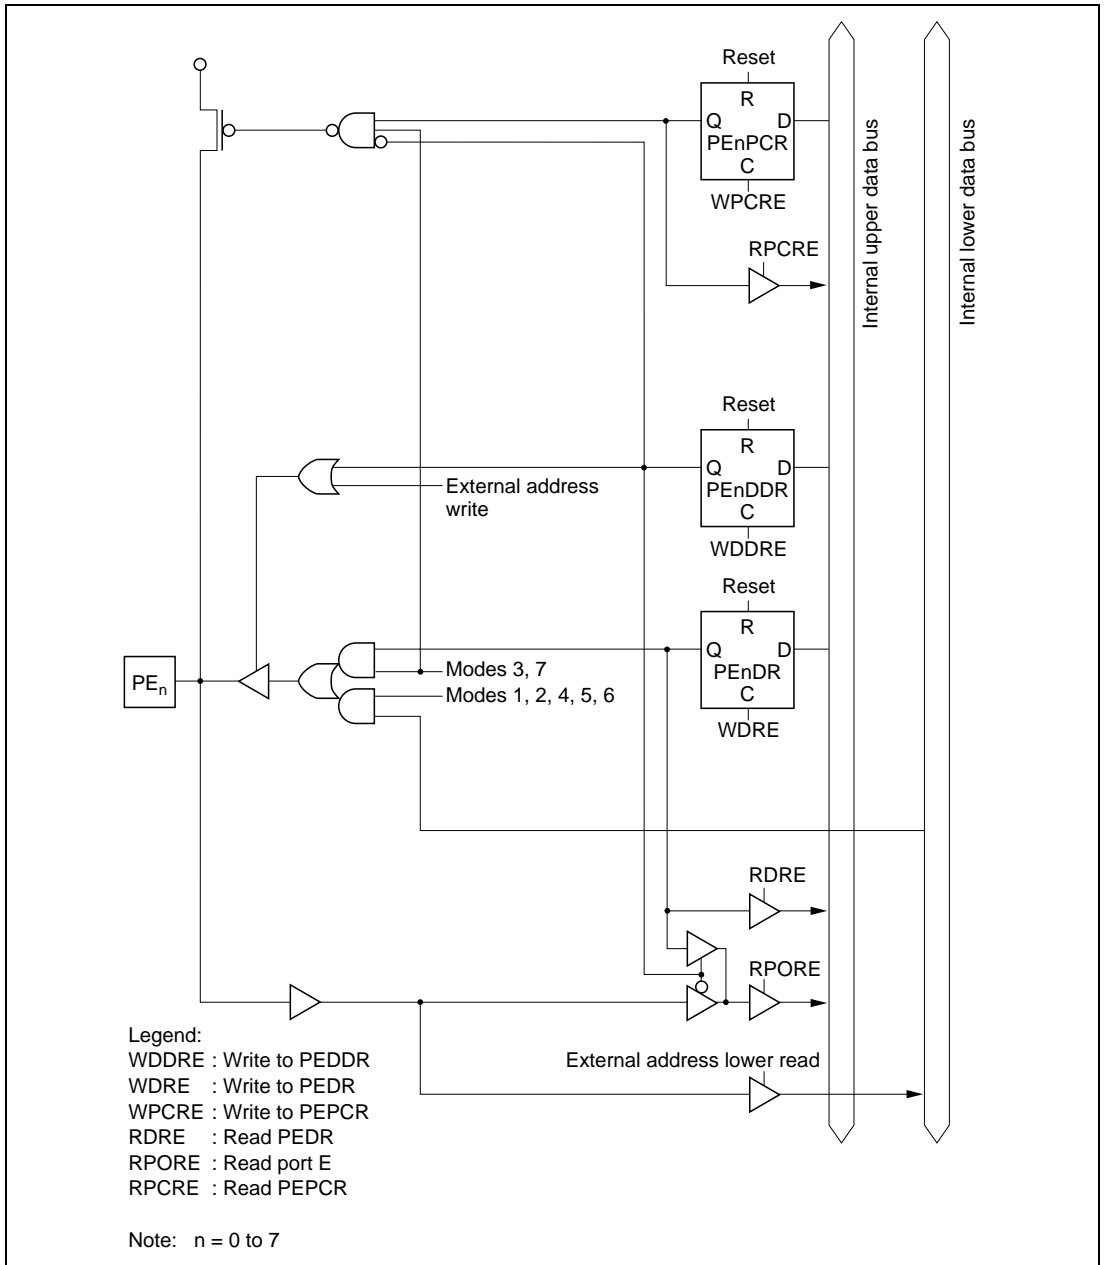 Reset
R
Q D
PEnPCR
C
WPCRE
RPCRE
Internal upper data bus
Internal lower data bus
Reset
R
Q D
PEnDDR
C
WDDRE
External address
write
Reset
R
Q D
PEnDR
C
WDRE
PEn
Modes 3, 7
Modes 1, 2, 4, 5, 6
RDRE
RPORE
External address lower read
Legend:
WDDRE : Write to PEDDR
WDRE : Write to PEDR
WPCRE : Write to PEPCR
RDRE : Read PEDR
RPORE : Read port E
RPCRE : Read PEPCR
Note: n = 0 to 7